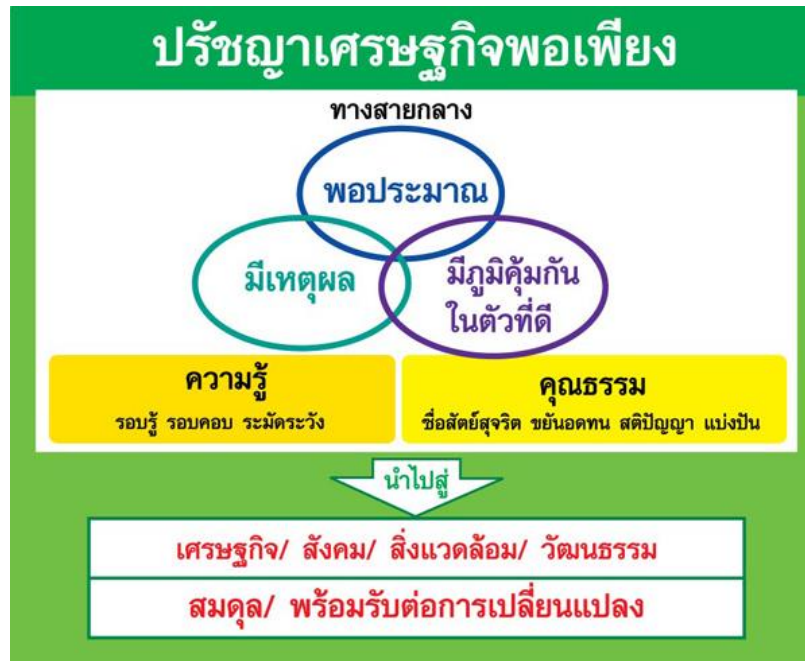 ปรัชญาเศรษฐกิจพอเพียง
ทางสายกลาง
พอประมาณ
มีเหตุผล
มีภูมิคุ้มกัน
ในตัวที่ดี
ความรู้
รอบรู้ รอบคอบ ระมัดระวัง
คุณธรรม
ซื่อสัตย์สุจริต ขยันอดทน สติปัญญา แบ่งปัน
นำไปสู่
เศรษฐกิจ/ สังคม/ สิ่งแวดล้อม/ วัฒนธรรม
สมดุล/ พร้อมรับต่อการเปลี่ยนแปลง